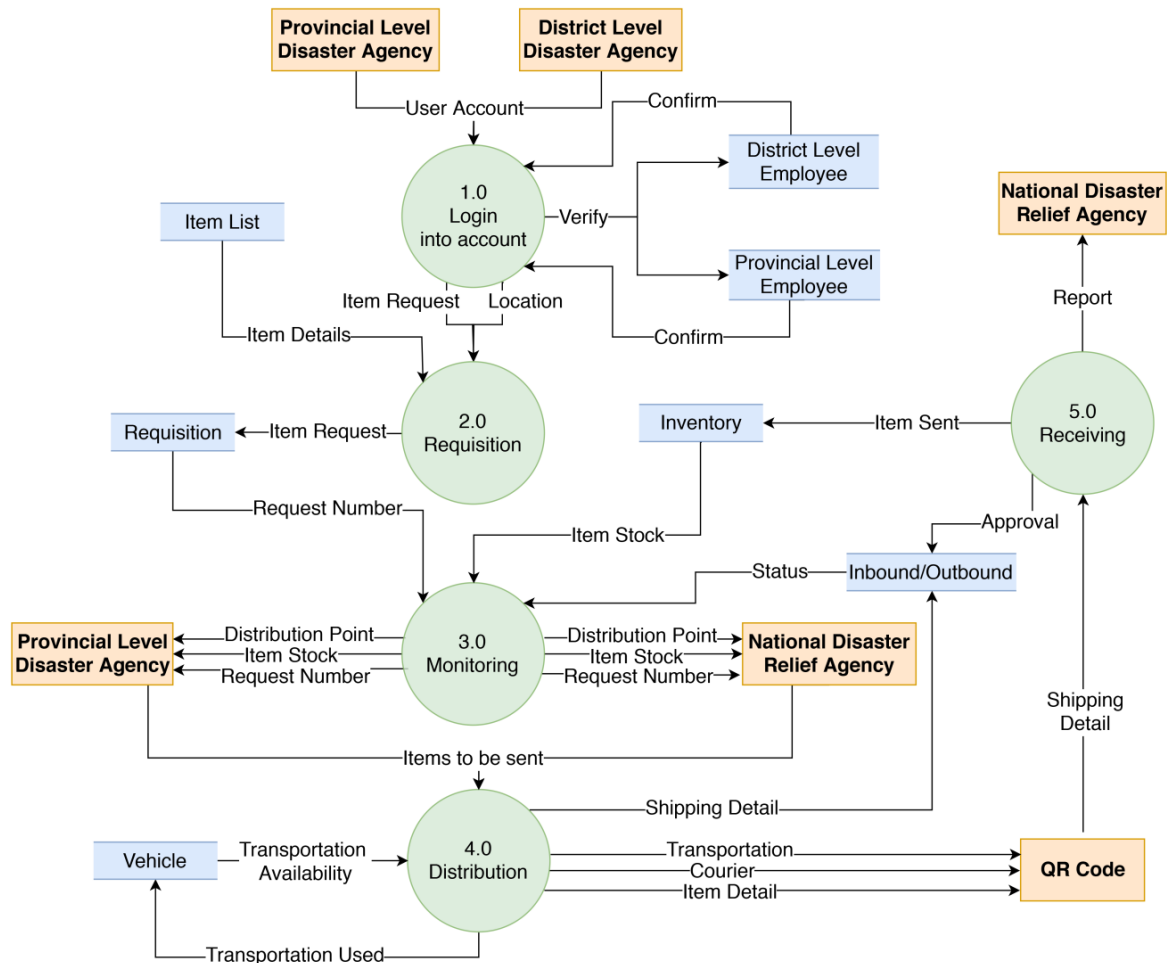 Provincial Level
Disaster Agency
District Level
Disaster Agency
User Account
Confirm
District Level
Employee
1.0
Login
into account
Verify
Item List
National Disaster
Relief Agency
Provincial Level
Employee
Item Request
Location
Report
Item Details
Confirm
2.0
Requisition
Requisition
Item Request
Inventory
Item Sent
5.0
Receiving
Request Number
Item Stock
Approval
Status
Inbound/Outbound
Provincial Level
Disaster Agency
Distribution Point
Item Stock
Request Number
3.0
Monitoring
Distribution Point
Item Stock
Request Number
National Disaster
Relief Agency
Shipping
Detail
Items to be sent
Shipping Detail
Vehicle
Transportation
Availability
4.0
Distribution
Transportation
Courier
Item Detail
QR Code
Transportation Used